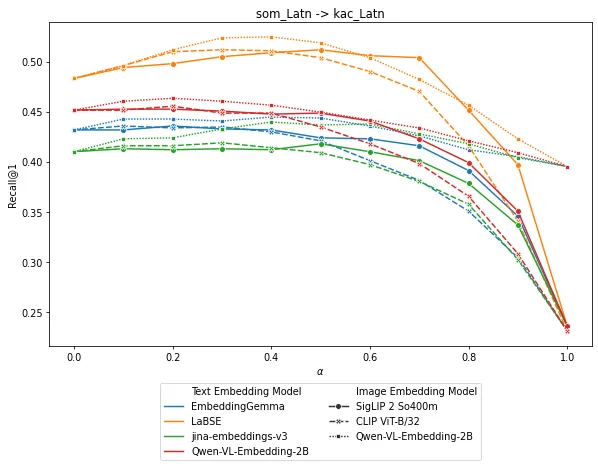 som_Latn -> kac_Latn
Recall@1
0.50
0.45
0.40
0.35
0.30
0.25
0.0
0.2
0.4
0.6
0.8
1.0
α
Text Embedding Model
EmbeddingGemma
LaBSE
jina-embeddings-v3
Qwen-VL-Embedding-2B
Image Embedding Model
SigLIP 2 So400m
CLIP ViT-B/32
Qwen-VL-Embedding-2B